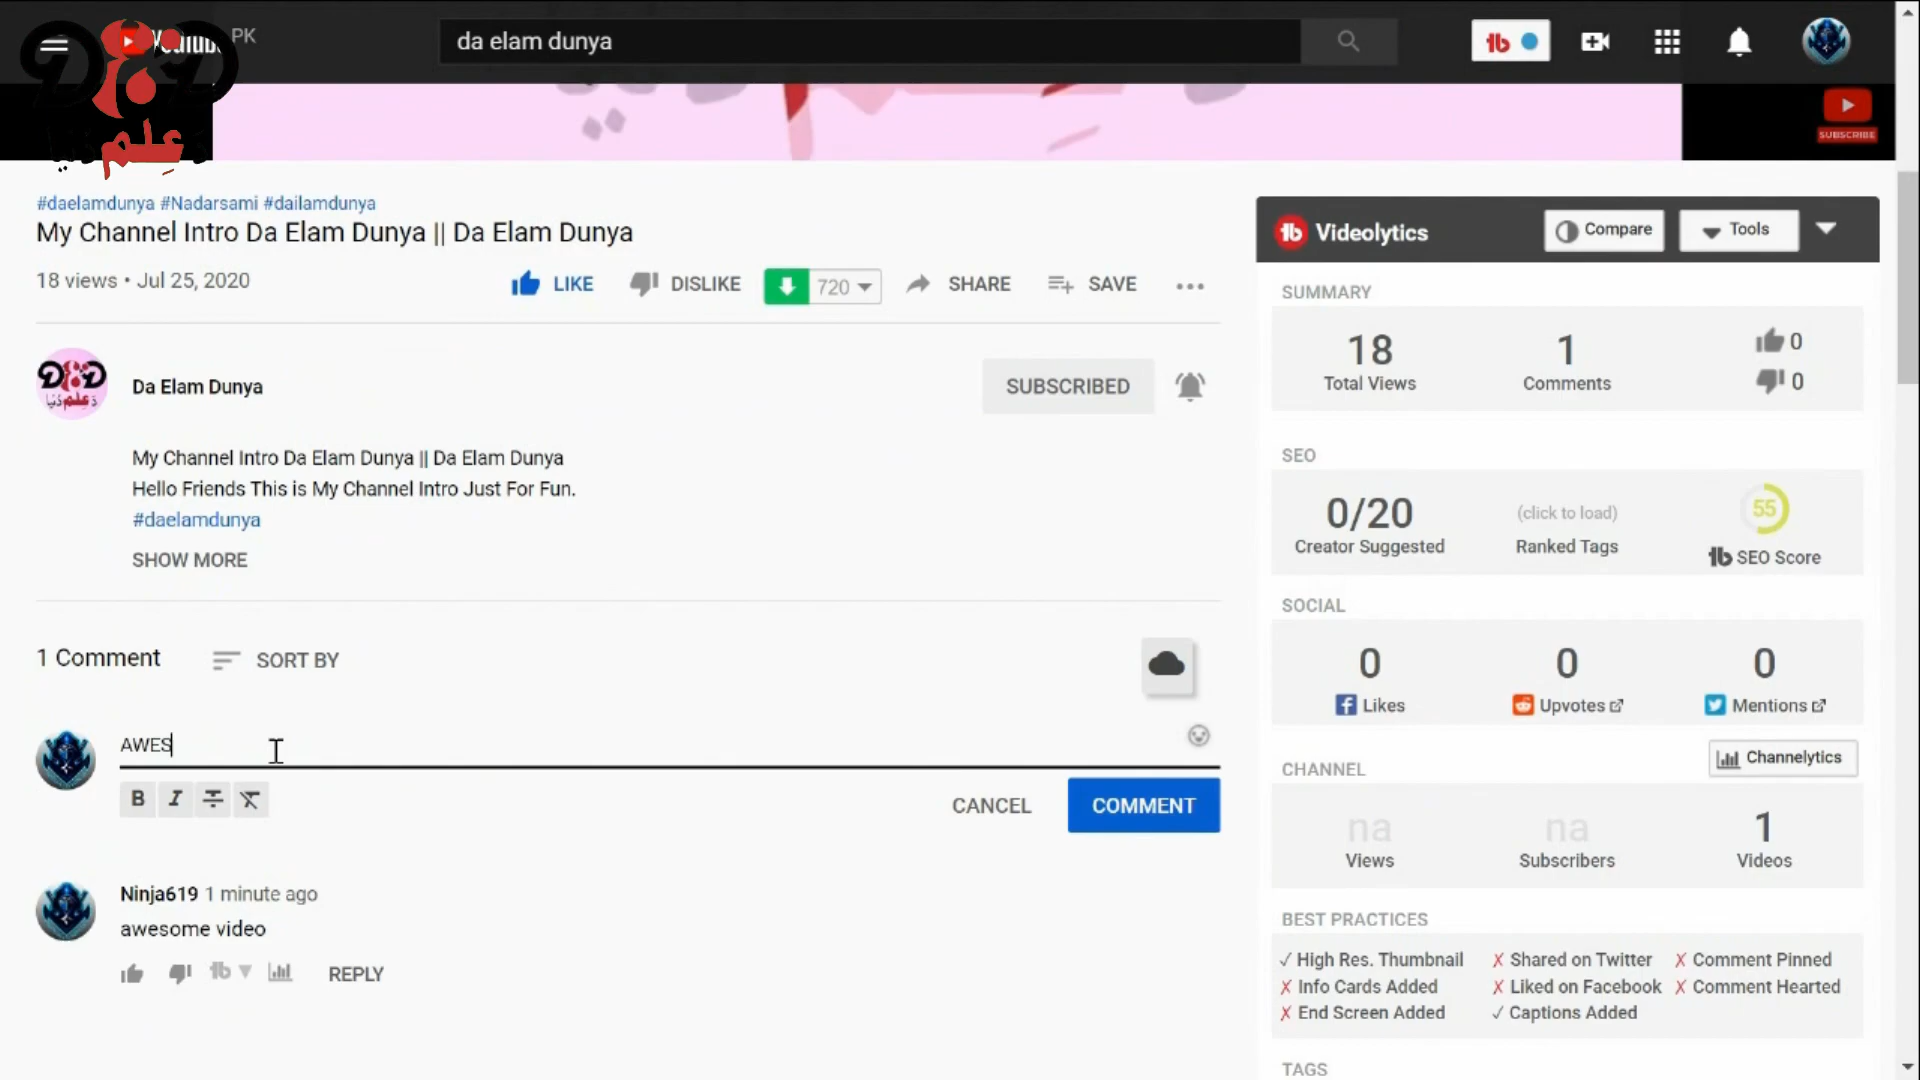 YouTube PK
da elam dunya
D D
علم
SUBSCRIBE
#daelamdunya #Nadarsami #dailamdunya
My Channel Intro Da Elam Dunya || Da Elam Dunya
18 views • Jul 25, 2020
LIKE DISLIKE 720 SHARE SAVE
Da Elam Dunya
SUBSCRIBED
My Channel Intro Da Elam Dunya || Da Elam Dunya
Hello Friends This is My Channel Intro Just For Fun.
#daelamdunya
SHOW MORE
1 Comment SORT BY
AWES
B I
CANCEL COMMENT
Ninja619 1 minute ago
awesome video
REPLY
Videolytics Compare Tools
SUMMARY
18 1 0
Total Views Comments 0
SEO
0/20 (click to load) 55
Creator Suggested Ranked Tags tb SEO Score
SOCIAL
0 0 0
Likes Upvotes Mentions
CHANNEL Channelytics
na na 1
Views Subscribers Videos
BEST PRACTICES
✓ High Res. Thumbnail ✗ Shared on Twitter ✗ Comment Pinned
✗ Info Cards Added ✗ Liked on Facebook ✗ Comment Hearted
✗ End Screen Added ✓ Captions Added
TAGS